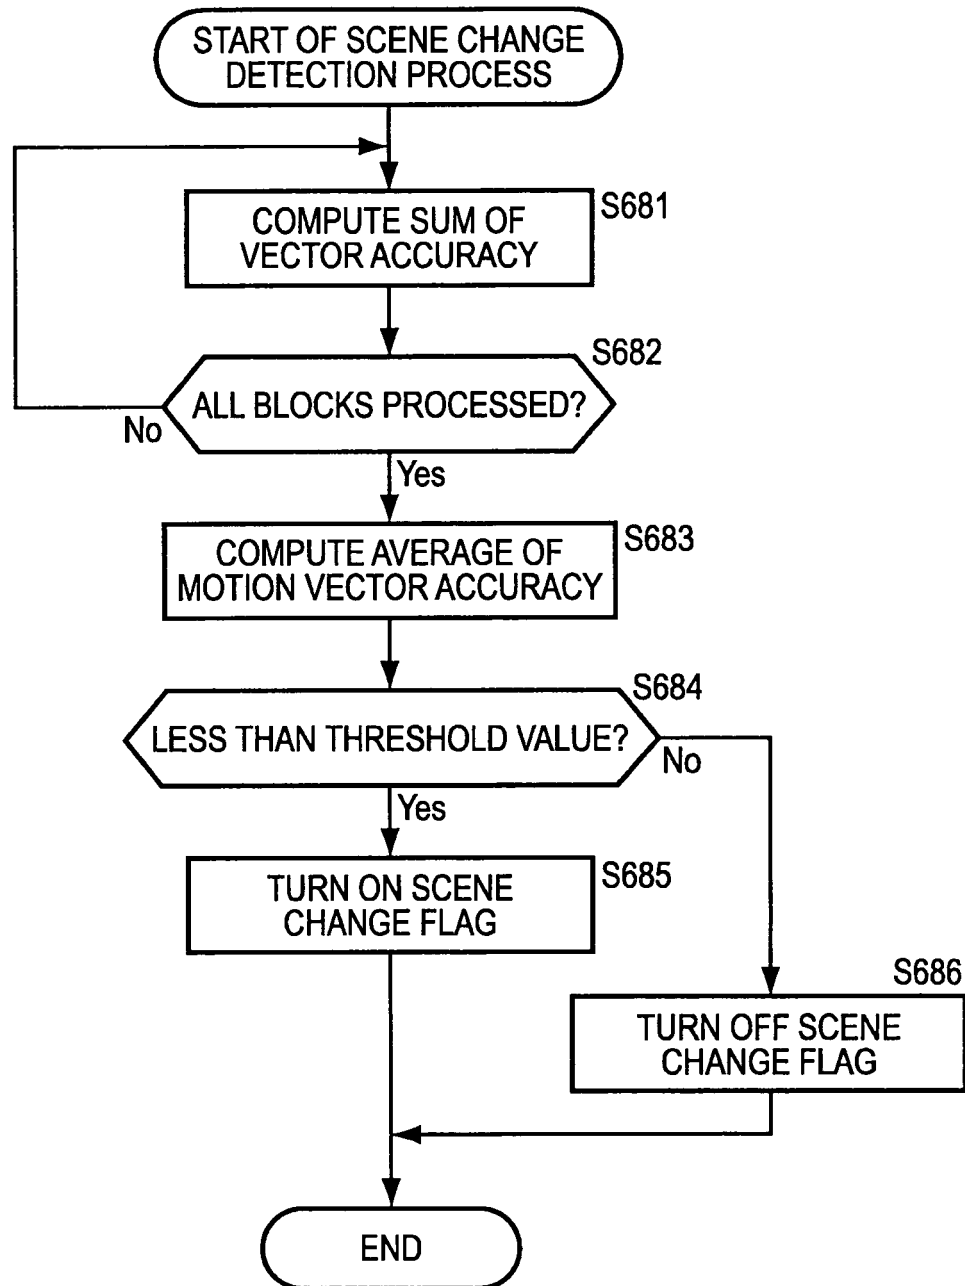 START OF SCENE CHANGE
DETECTION PROCESS
S681
COMPUTE SUM OF
VECTOR ACCURACY
S682
ALL BLOCKS PROCESSED?
No
Yes
S683
COMPUTE AVERAGE OF
MOTION VECTOR ACCURACY
S684
LESS THAN THRESHOLD VALUE?
No
Yes
S685
TURN ON SCENE
CHANGE FLAG
S686
TURN OFF SCENE
CHANGE FLAG
END